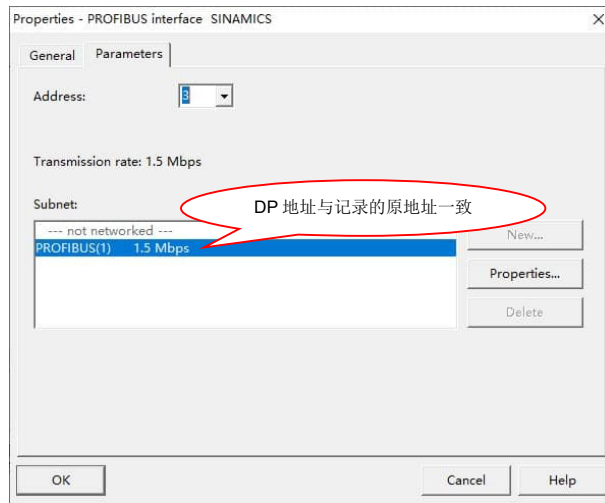 Properties - PROFIBUS interface SINAMICS
General Parameters
Address: 3
Transmission rate: 1.5 Mbps
Subnet:
DP 地址与记录的原地址一致
--- not networked ---
PROFIBUS(1) 1.5 Mbps
New...
Properties...
Delete
OK Cancel Help